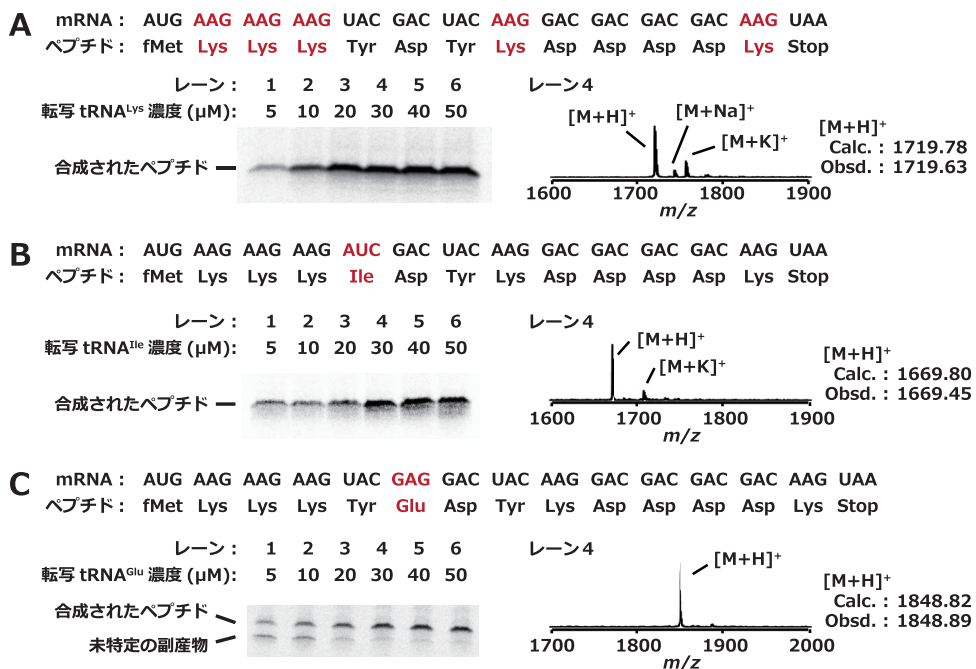 A
mRNA : AUG AAG AAG AAG UAC GAC UAC AAG GAC GAC GAC GAC AAG UAA
ペプチド : fMet Lys Lys Lys Tyr Asp Tyr Lys Asp Asp Asp Asp Lys Stop
レーン : 1 2 3 4 5 6
転写 tRNALys 濃度 (μM): 5 10 20 30 40 50
合成されたペプチド
レーン 4
[M+H]+
[M+Na]+
[M+K]+
1600 1700 1800 1900
m/z
[M+H]+
Calc. : 1719.78
Obsd. : 1719.63
B
mRNA : AUG AAG AAG AAG AUC GAC UAC AAG GAC GAC GAC GAC AAG UAA
ペプチド : fMet Lys Lys Lys Ile Asp Tyr Lys Asp Asp Asp Asp Lys Stop
レーン : 1 2 3 4 5 6
転写 tRNAIle 濃度 (μM): 5 10 20 30 40 50
合成されたペプチド
レーン 4
[M+H]+
[M+K]+
1600 1700 1800 1900
m/z
[M+H]+
Calc. : 1669.80
Obsd. : 1669.45
C
mRNA : AUG AAG AAG AAG UAC GAG GAC UAC AAG GAC GAC GAC GAC AAG UAA
ペプチド : fMet Lys Lys Lys Tyr Glu Asp Tyr Lys Asp Asp Asp Asp Lys Stop
レーン : 1 2 3 4 5 6
転写 tRNAGlu 濃度 (μM): 5 10 20 30 40 50
合成されたペプチド
未特定の副産物
レーン 4
[M+H]+
1700 1800 1900 2000
m/z
[M+H]+
Calc. : 1848.82
Obsd. : 1848.89